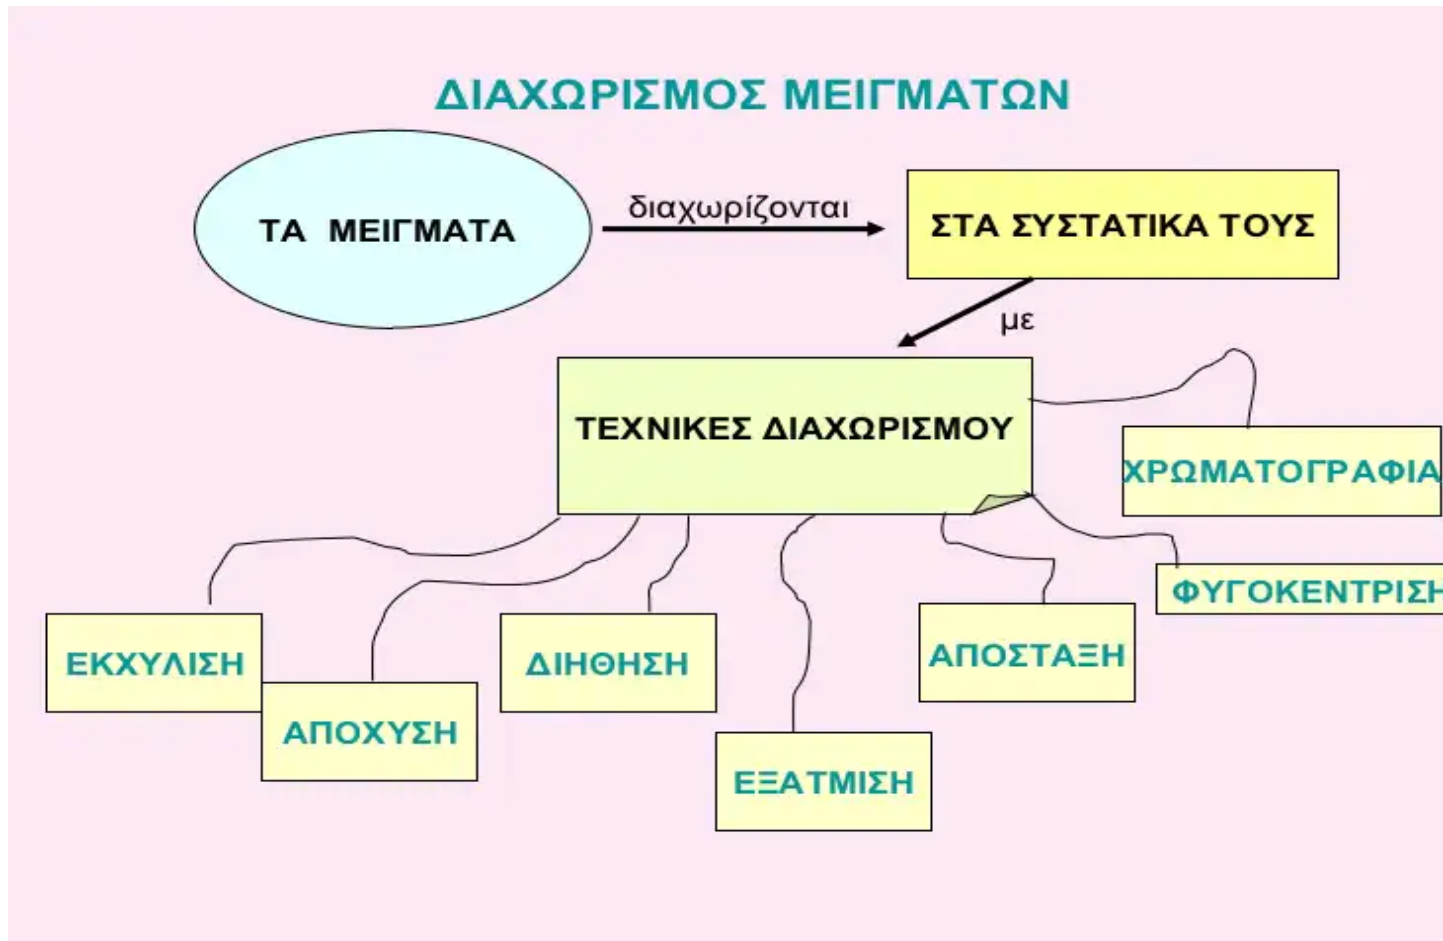 ΔΙΑΧΩΡΙΣΜΟΣ ΜΕΙΓΜΑΤΩΝ
ΤΑ ΜΕΙΓΜΑΤΑ
διαχωρίζονται
ΣΤΑ ΣΥΣΤΑΤΙΚΑ ΤΟΥΣ
με
ΤΕΧΝΙΚΕΣ ΔΙΑΧΩΡΙΣΜΟΥ
ΧΡΩΜΑΤΟΓΡΑΦΙΑ
ΦΥΓΟΚΕΝΤΡΙΣΗ
ΕΚΧΥΛΙΣΗ
ΑΠΟΧΥΣΗ
ΔΙΗΘΗΣΗ
ΕΞΑΤΜΙΣΗ
ΑΠΟΣΤΑΞΗ